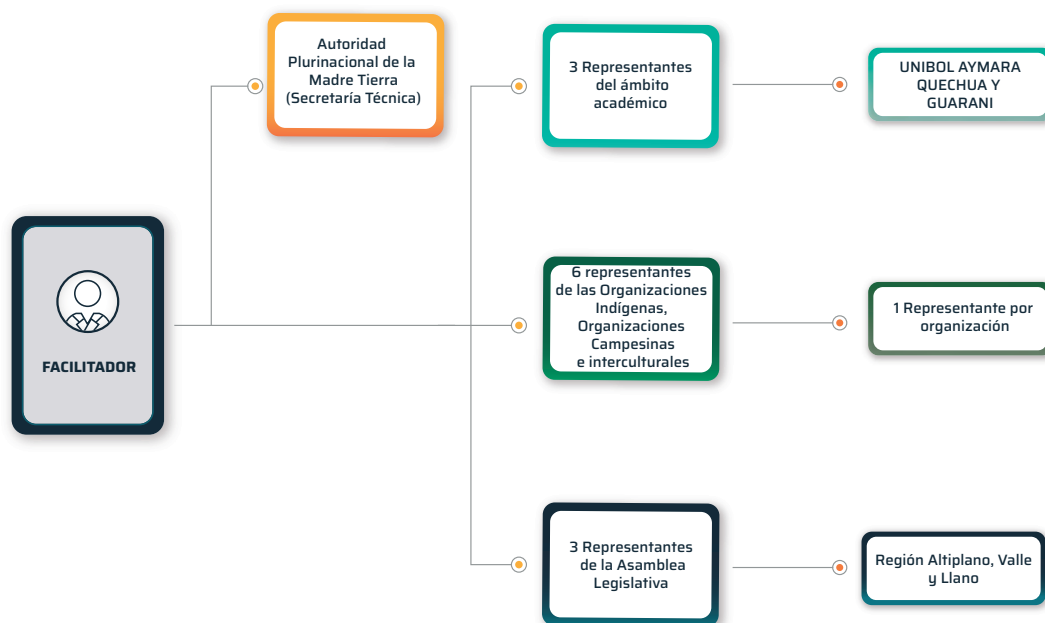 Autoridad
Plurinacional de la
Madre Tierra
(Secretaría Técnica)
3 Representantes
del ámbito
académico
UNIBOL AYMARA
QUECHUA Y
GUARANI
FACILITADOR
6 representantes
de las Organizaciones
Indígenas,
Organizaciones
Campesinas
e interculturales
1 Representante por
organización
3 Representantes
de la Asamblea
Legislativa
Región Altiplano, Valle
y Llano